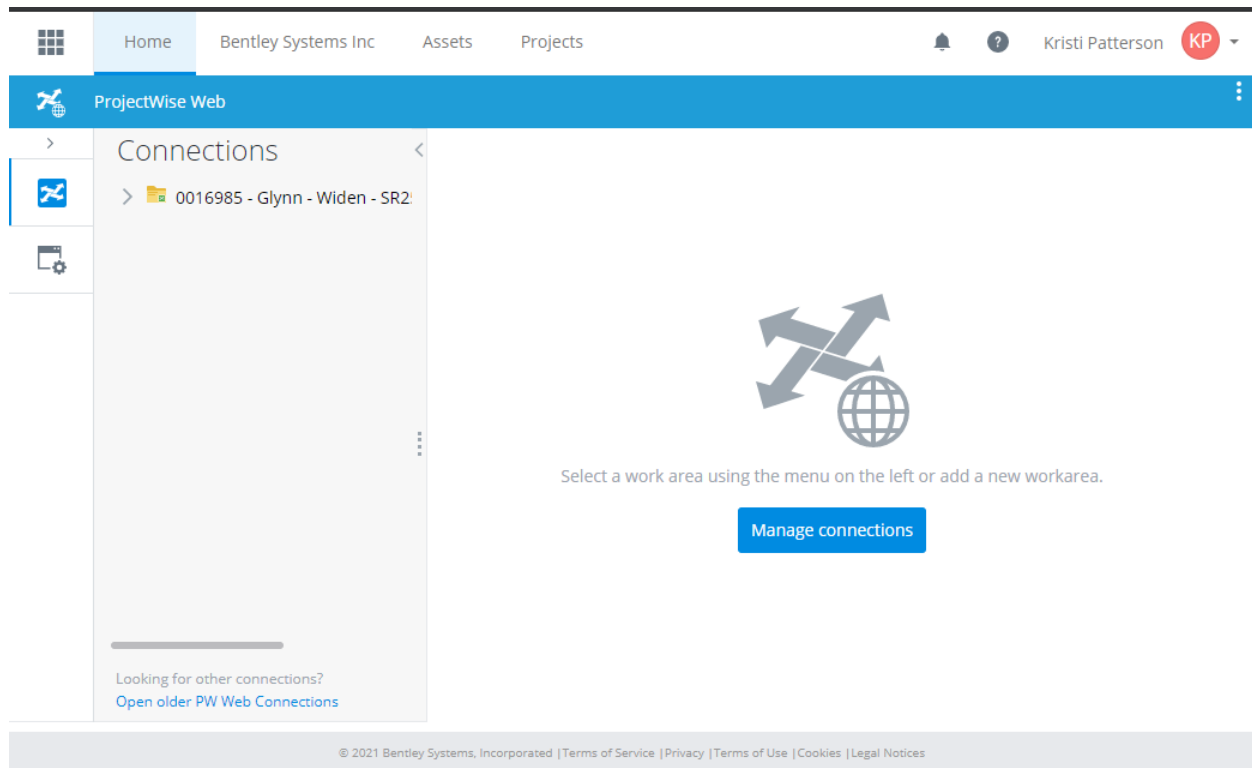 Home Bentley Systems Inc Assets Projects ? Kristi Patterson KP
ProjectWise Web
Connections
0016985 - Glynn - Widen - SR2
Select a work area using the menu on the left or add a new workarea.
Manage connections
Looking for other connections?
Open older PW Web Connections
© 2021 Bentley Systems, Incorporated |Terms of Service |Privacy |Terms of Use |Cookies |Legal Notices